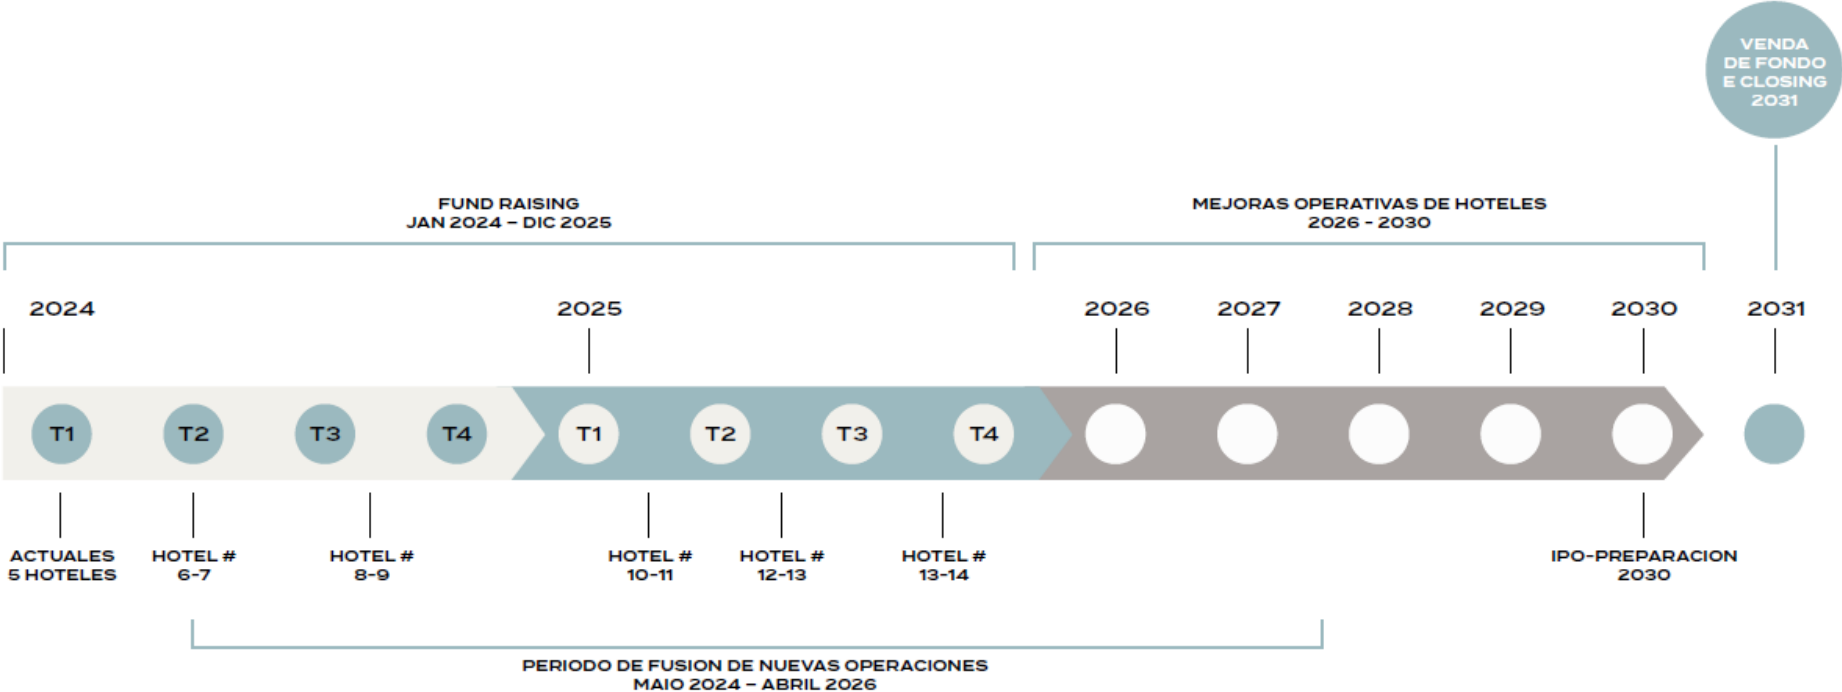 VENDA
DE FONDO
E CLOSING
2031
FUND RAISING
JAN 2024 – DIC 2025
MEJORAS OPERATIVAS DE HOTELES
2026 - 2030
2024
2025
2026
2027
2028
2029
2030
2031
T1
T2
T3
T4
T1
T2
T3
T4
ACTUALES
5 HOTELES
HOTEL #
6-7
HOTEL #
8-9
HOTEL #
10-11
HOTEL #
12-13
HOTEL #
13-14
IPO-PREPARACION
2030
PERIODO DE FUSION DE NUEVAS OPERACIONES
MAIO 2024 – ABRIL 2026